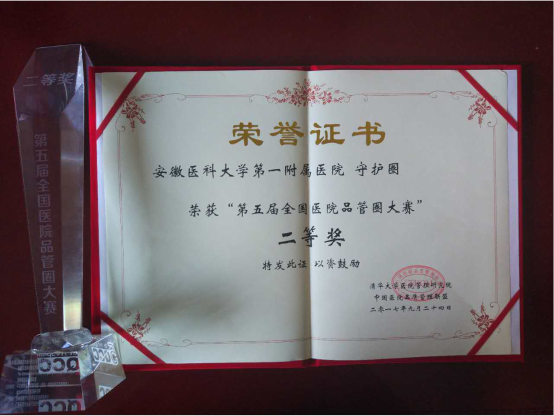 二等奖
第五届全国医院品管圈大赛
QCC
QCC
荣誉证书
安徽医科大学第一附属医院 守护圈
荣获“第五届全国医院品管圈大赛”
二等奖
特发此证 以资鼓励
清华大学医院管理研究院
中国医院品质管理联盟
二〇一七年九月二十四日